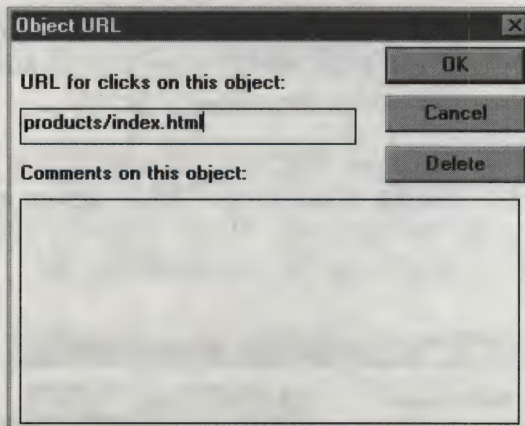 Object URL
OK
URL for clicks on this object:
products/index.html
Cancel
Delete
Comments on this object: